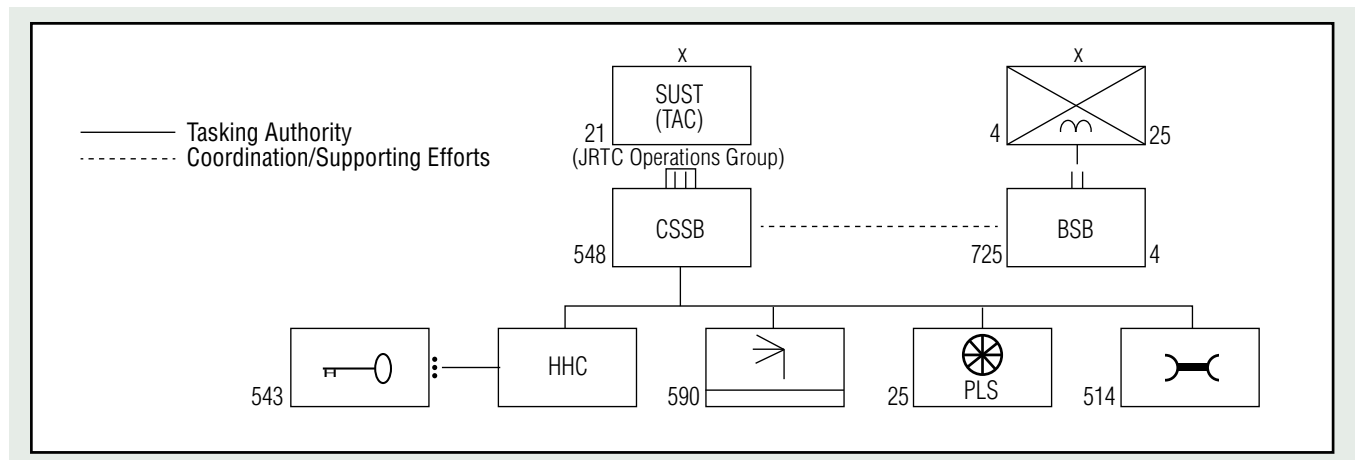 X
SUST
(TAC)
21
(JRTC Operations Group)
X
4
25
Tasking Authority
Coordination/Supporting Efforts
CSSB
548
BSB
725
4
543
HHC
590
PLS
25
514